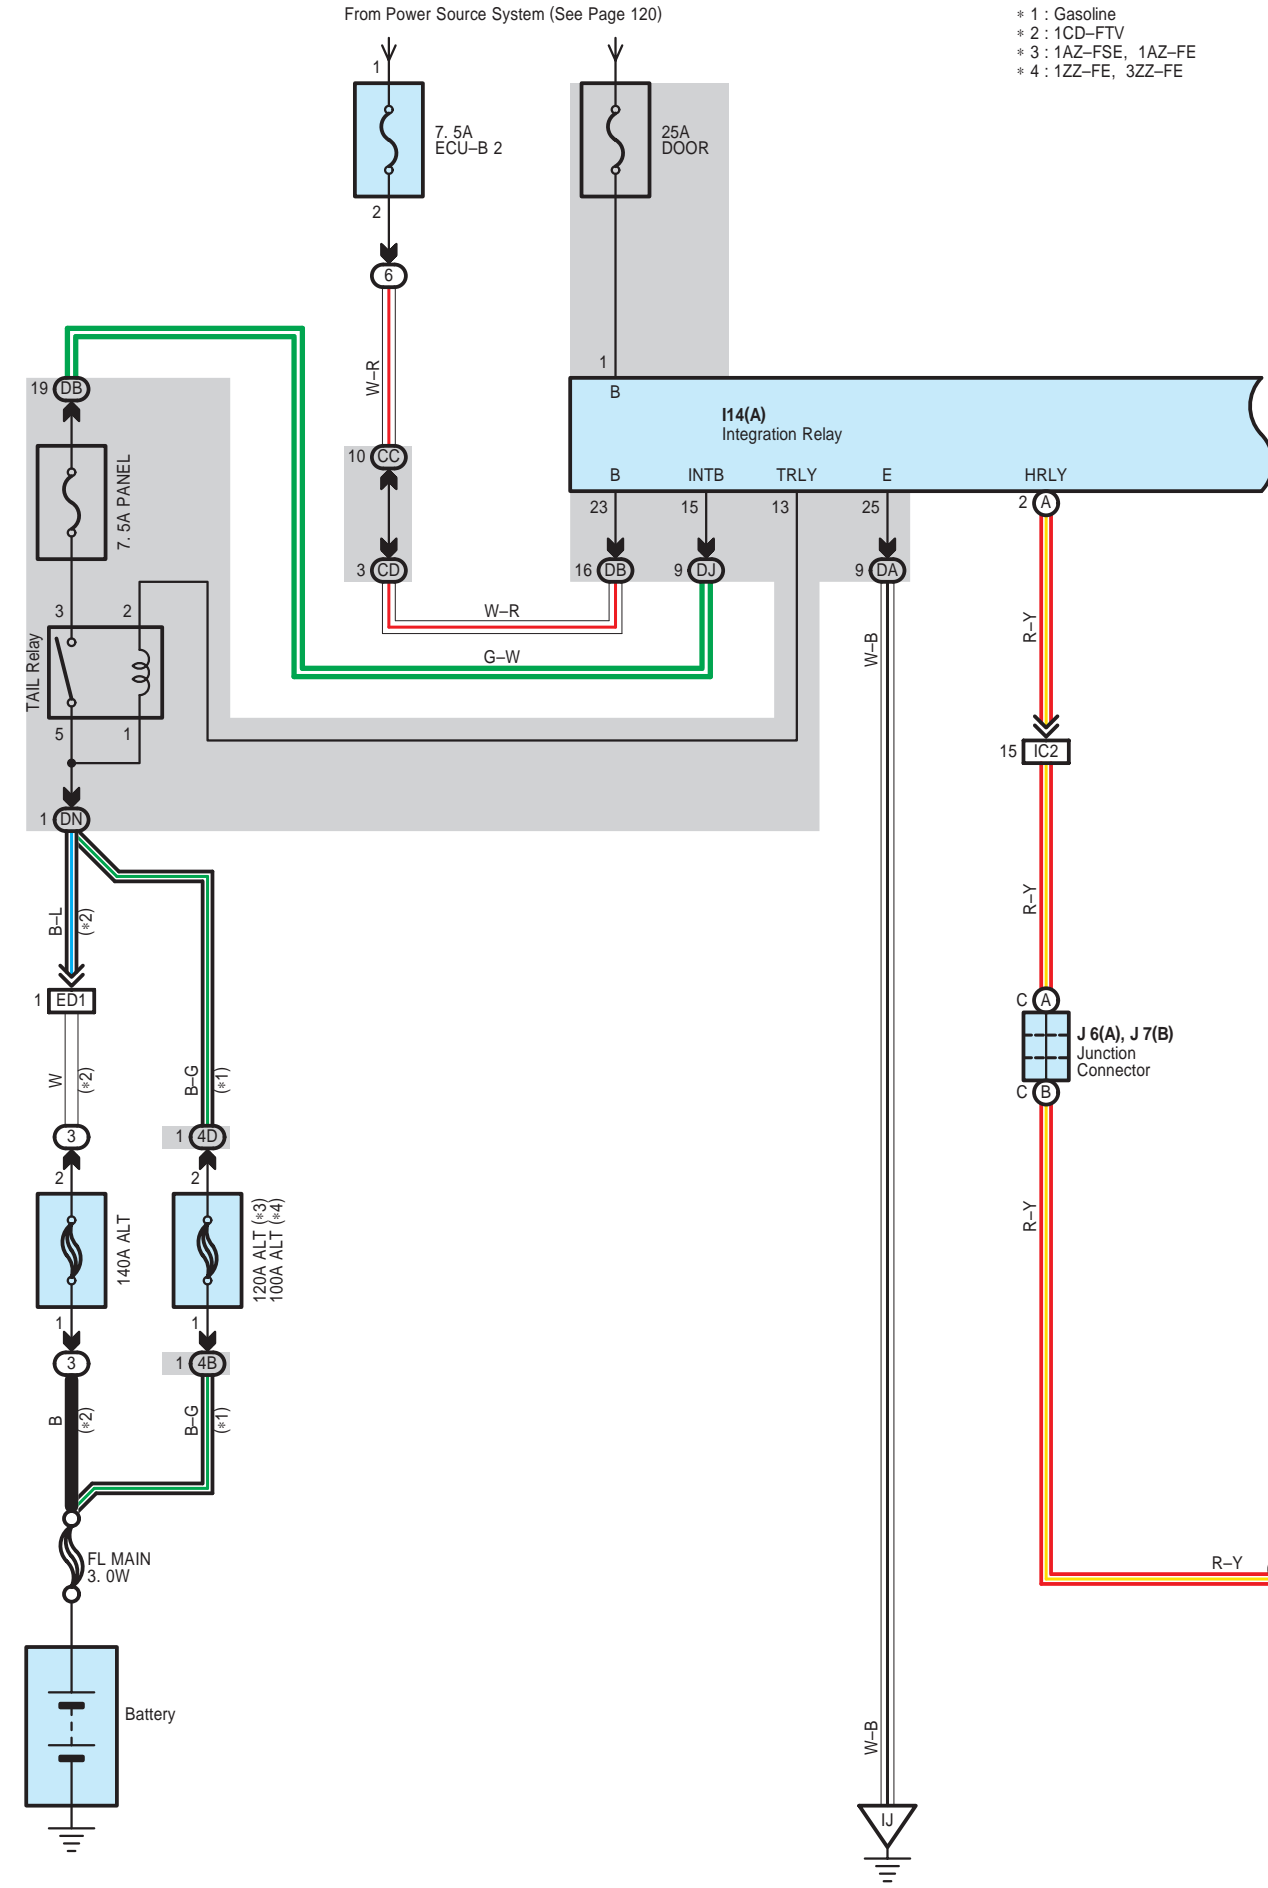 From Power Source System (See Page 120)
∗ 1 : Gasoline
∗ 2 : 1CD–FTV
∗ 3 : 1AZ–FSE, 1AZ–FE
∗ 4 : 1ZZ–FE, 3ZZ–FE
1
7. 5A
ECU–B 2
25A
DOOR
2
6
W–R
1
19 DB
B
I14(A)
Integration Relay
7. 5A PANEL
10 CC
B
INTB
TRLY
E
HRLY
23
15
13
25
2 A
3 CD
16 DB
9 DJ
9 DA
3
2
W–R
G–W
W–B
R–Y
TAIL Relay
5
1
15 IC2
1 DN
B–L
(∗2)
R–Y
1 ED1
C A
J 6(A), J 7(B)
Junction
Connector
C B
W
(∗2)
B–G
(∗1)
3
1 4D
2
2
140A ALT
120A ALT (∗3)
100A ALT (∗4)
R–Y
1
1
3
1 4B
B
(∗2)
B–G
(∗1)
FL MAIN
3. 0W
R–Y
Battery
W–B
IJ